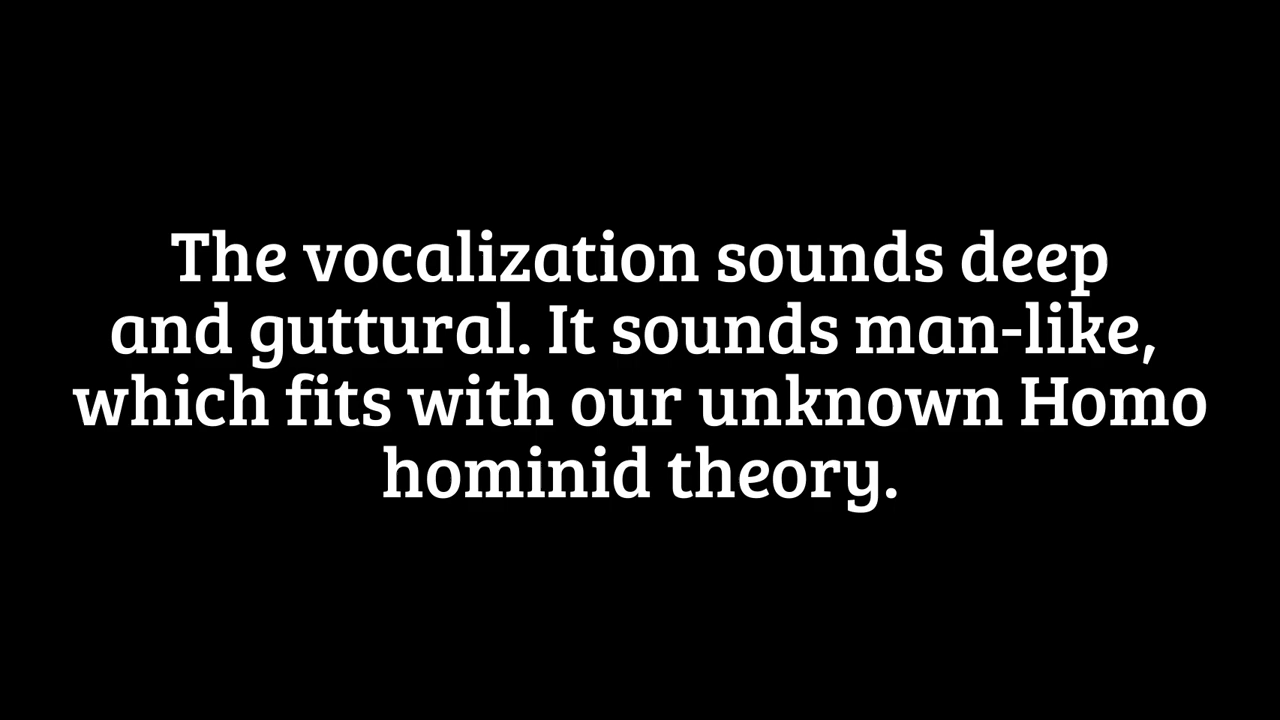 The vocalization sounds deep
and guttural. It sounds man-like,
which fits with our unknown Homo
hominid theory.